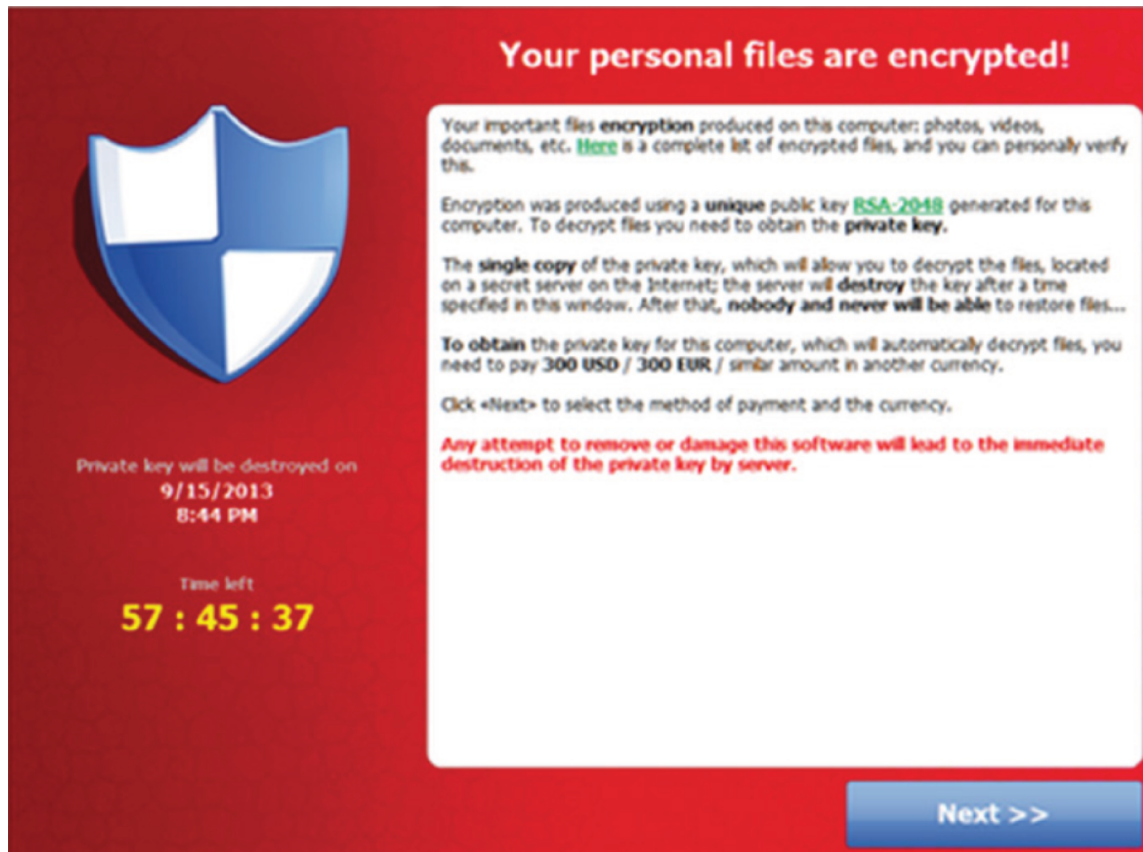 Your personal files are encrypted!
Your important files encryption produced on this computer: photos, videos,
documents, etc. Here is a complete list of encrypted files, and you can personally verify
this.
Encryption was produced using a unique public key RSA-2048 generated for this
computer. To decrypt files you need to obtain the private key.
The single copy of the private key, which will allow you to decrypt the files, located
on a secret server on the Internet; the server will destroy the key after a time
specified in this window. After that, nobody and never will be able to restore files...
To obtain the private key for this computer, which will automatically decrypt files, you
need to pay 300 USD / 300 EUR / similar amount in another currency.
Click «Next» to select the method of payment and the currency.
Any attempt to remove or damage this software will lead to the immediate
destruction of the private key by server.
Private key will be destroyed on
9/15/2013
8:44 PM
Time left
57 : 45 : 37
Next >>